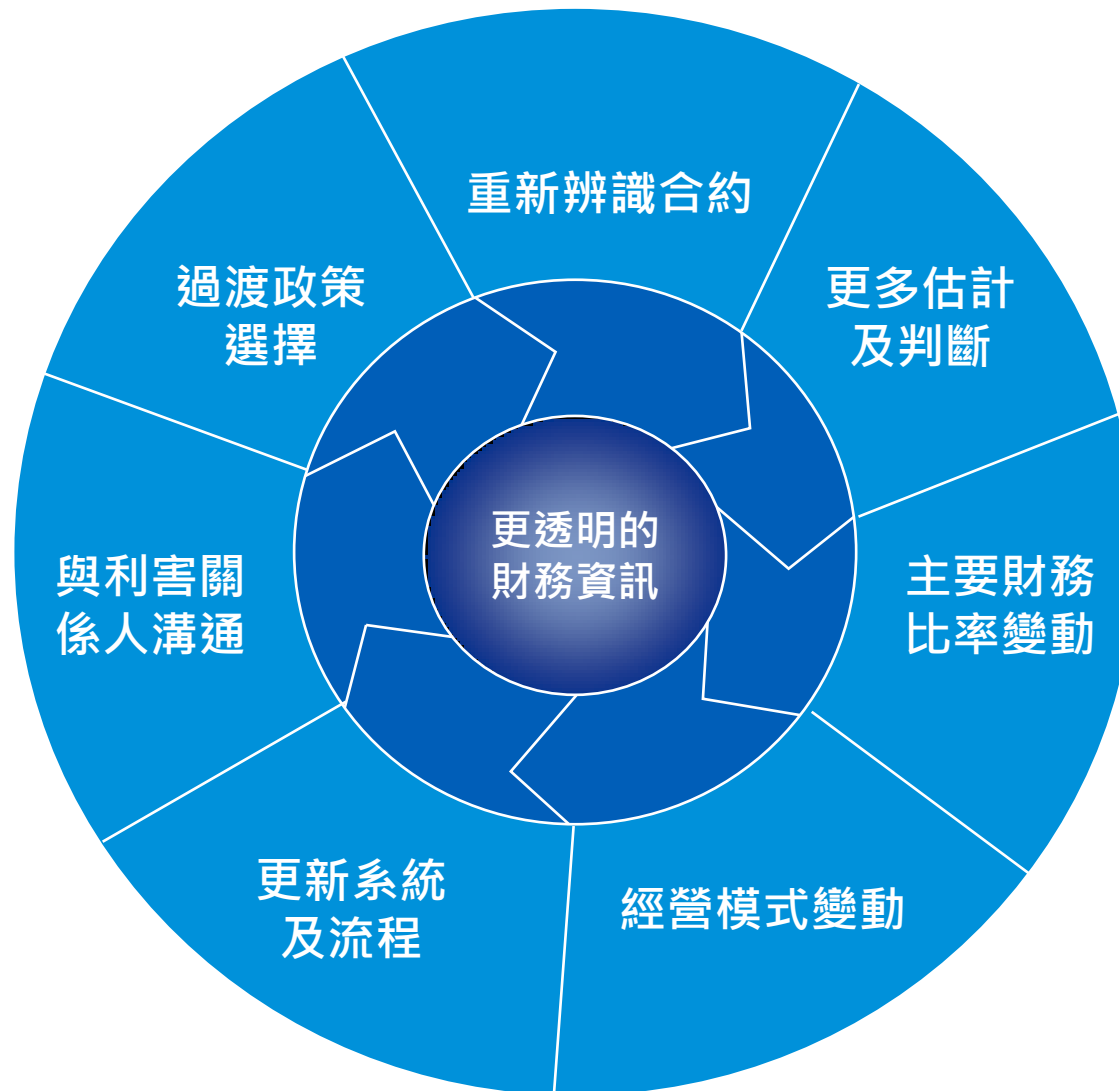 重新辨識合約
更多估計
及判斷
主要財務
比率變動
經營模式變動
更新系統
及流程
與利害關
係人溝通
過渡政策
選擇
更透明的
財務資訊